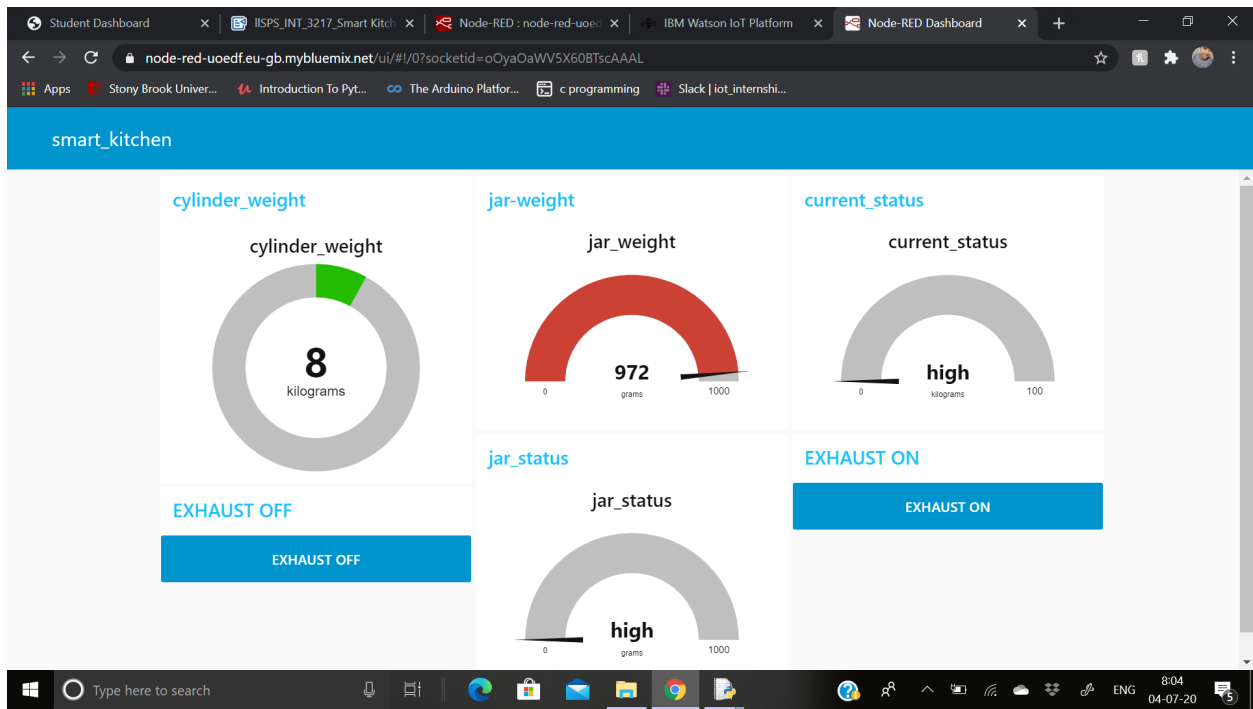 Student Dashboard
IISPS_INT_3217_Smart Kitch
Node-RED : node-red-uoed
IBM Watson IoT Platform
Node-RED Dashboard
node-red-uoedf.eu-gb.mybluemix.net/ui/#!/0?socketid=oOyaOaWV5X60BTscAAAL
Apps
Stony Brook Univer...
Introduction To Pyt...
The Arduino Platfor...
c programming
Slack | iot_internshi...
smart_kitchen
cylinder_weight
cylinder_weight
8
kilograms
EXHAUST OFF
EXHAUST OFF
jar-weight
jar_weight
972
grams
0
1000
jar_status
jar_status
high
grams
0
1000
current_status
current_status
high
kilograms
0
100
EXHAUST ON
EXHAUST ON
Type here to search
ENG
8:04
04-07-20
5